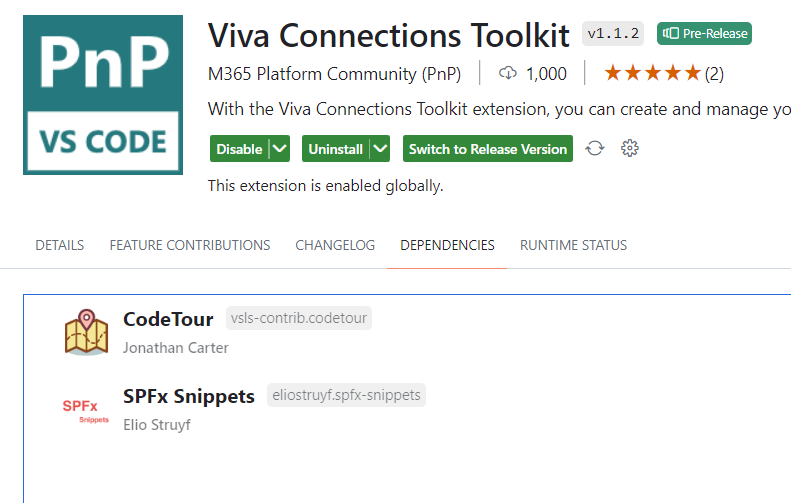 PnP
VS CODE
Viva Connections Toolkit v1.1.2 Pre-Release
M365 Platform Community (PnP) 1,000 (2)
With the Viva Connections Toolkit extension, you can create and manage yo
Disable Uninstall Switch to Release Version
This extension is enabled globally.
DETAILS FEATURE CONTRIBUTIONS CHANGELOG DEPENDENCIES RUNTIME STATUS
CodeTour vsls-contrib.codetour
Jonathan Carter
SPFx Snippets
SPFx Snippets eliostruyf.spfx-snippets
Elio Struyf